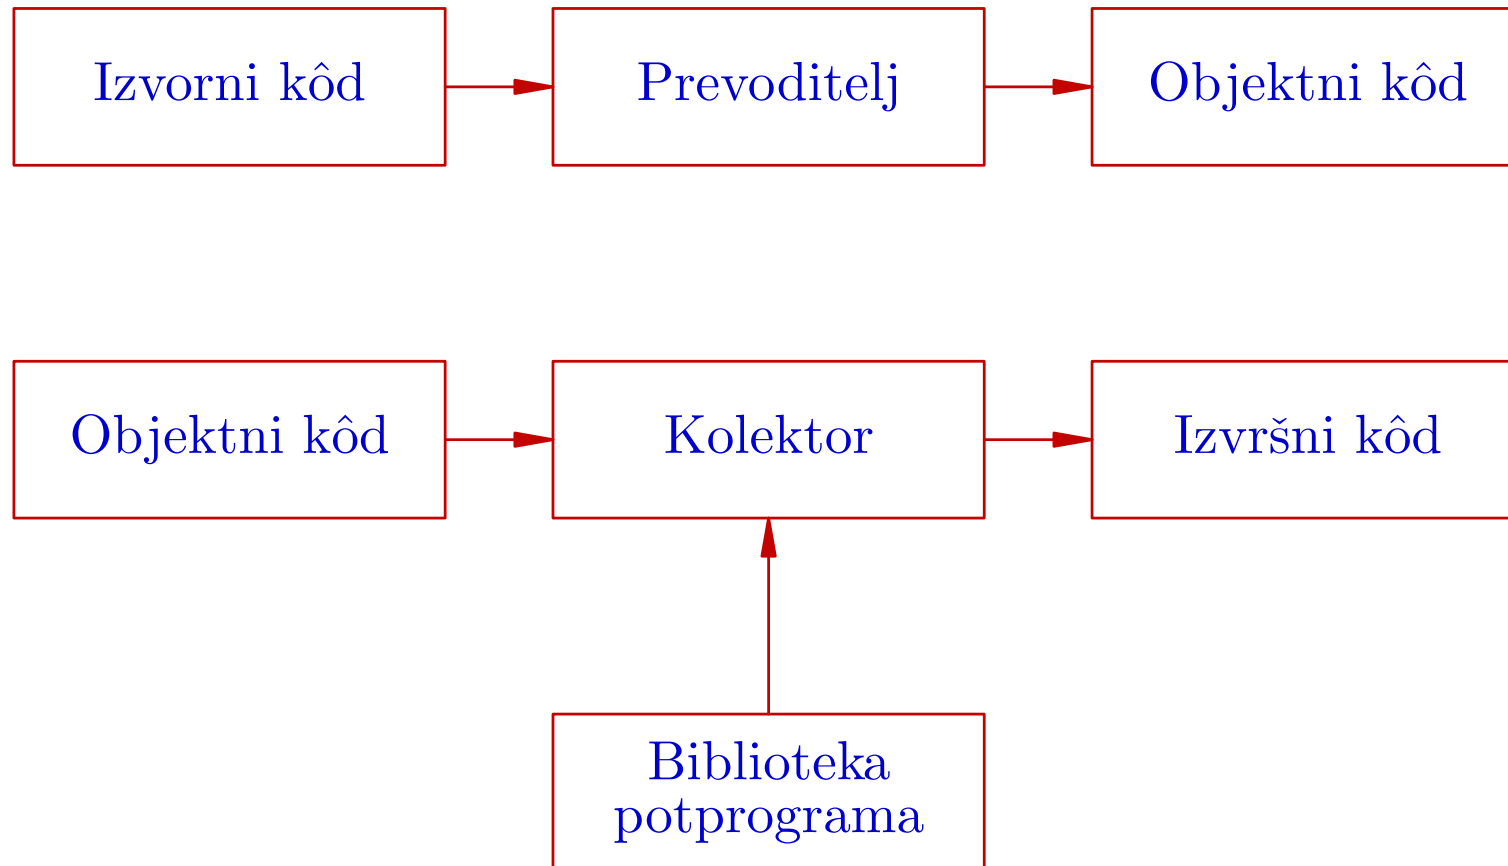 Izvorni kôd
Prevoditelj
Objektni kôd
Objektni kôd
Kolektor
Izvršni kôd
Biblioteka
potprograma